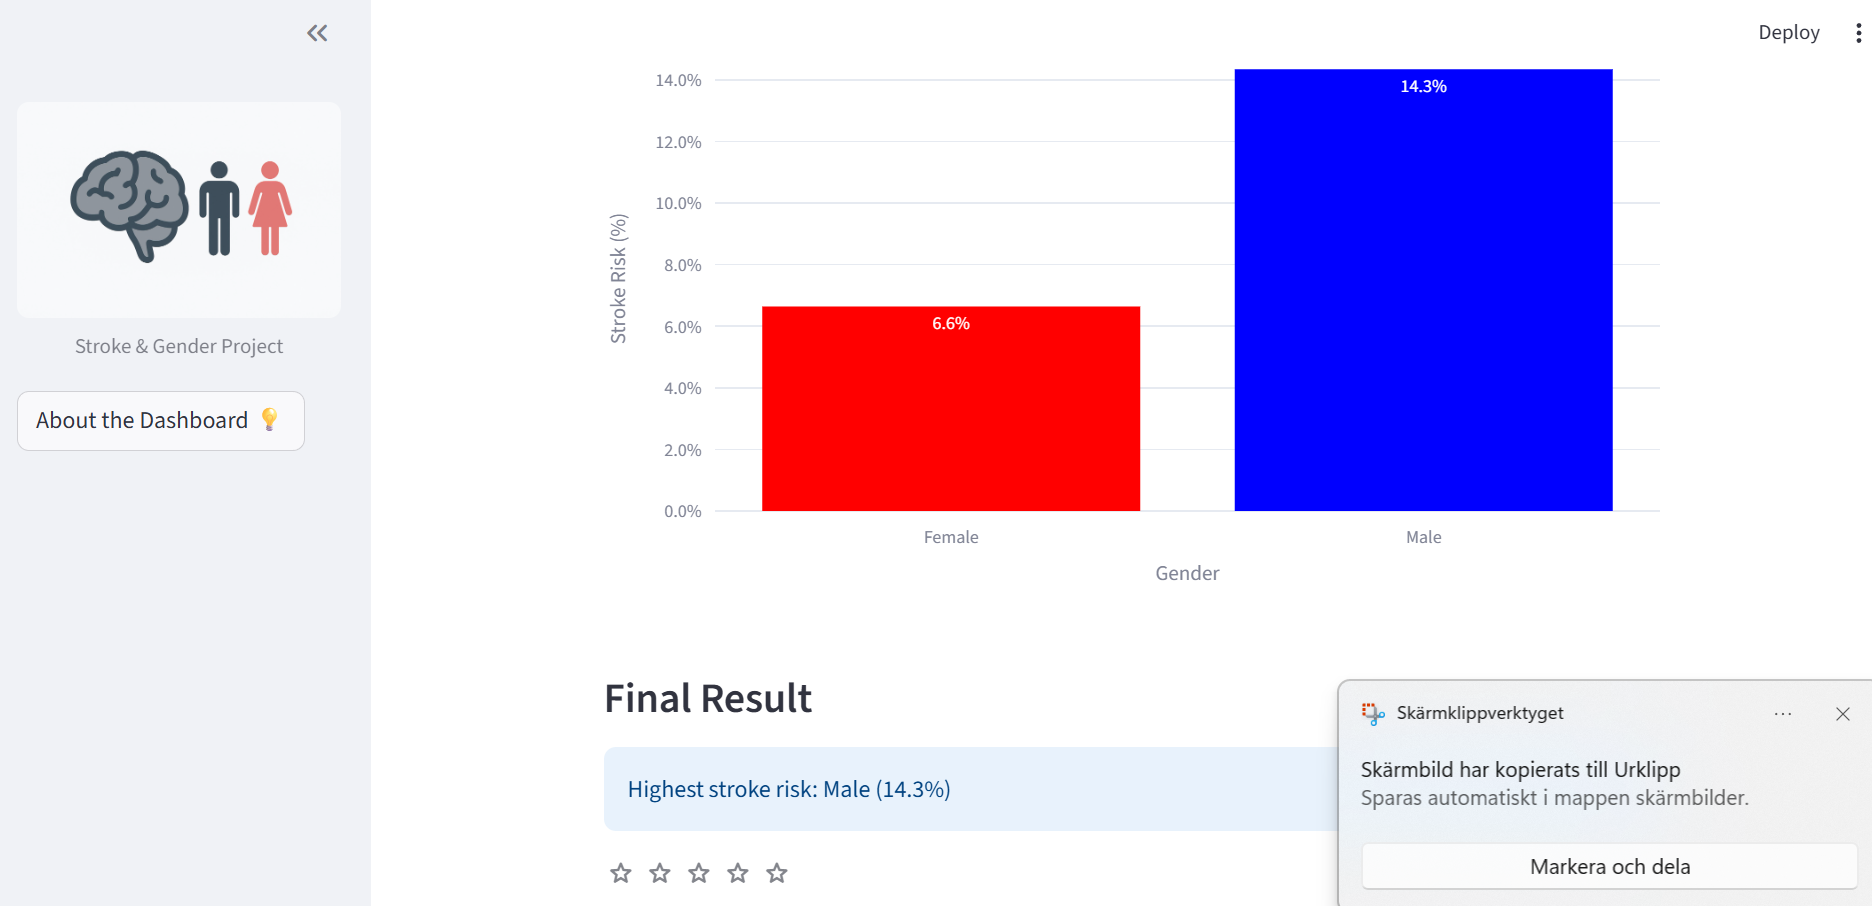 Deploy
Stroke & Gender Project
About the Dashboard
14.0%
12.0%
10.0%
8.0%
6.0%
4.0%
2.0%
0.0%
Stroke Risk (%)
6.6%
14.3%
Female
Male
Gender
Final Result
Highest stroke risk: Male (14.3%)
Skärmklippverktyget
Skärmbild har kopierats till Urklipp
Sparas automatiskt i mappen skärmbilder.
Markera och dela